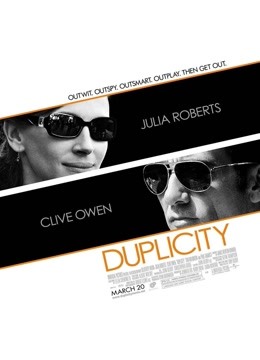 OUTWIT. OUTSPY. OUTSMART. OUTPLAY. THEN GET OUT.
JULIA ROBERTS
CLIVE OWEN
DUPLICITY
MARCH 20